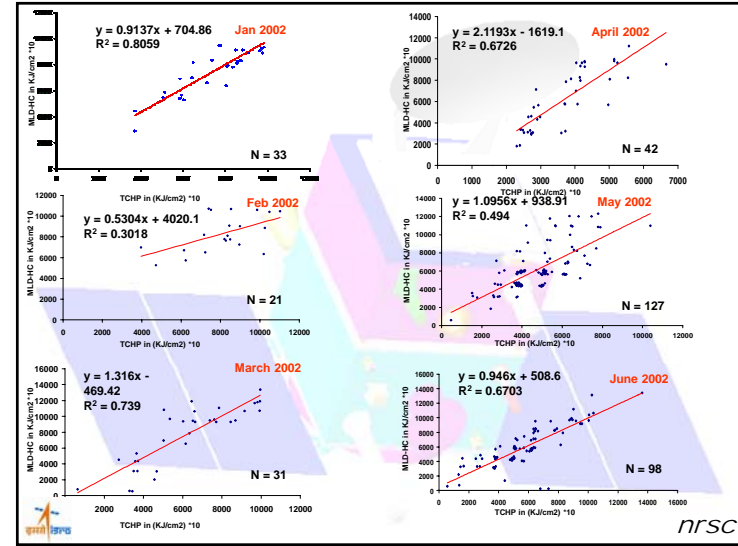 y = 0.9137x + 704.86
R² = 0.8059
Jan 2002
MLD-HC in KJ/cm2 *10
N = 33
TCHP in (KJ/cm2) *10
Feb 2002
12000
10000
8000
6000
4000
2000
0
y = 0.5304x + 4020.1
R² = 0.3018
MLD-HC in KJ/cm2 *10
N = 21
0 2000 4000 6000 8000 10000 12000
TCHP in (KJ/cm2) *10
March 2002
16000
14000
12000
10000
8000
6000
4000
2000
0
y = 1.316x -
469.42
R² = 0.739
MLD-HC in KJ/cm2 *10
N = 31
0 2000 4000 6000 8000 10000 12000
TCHP in (KJ/cm2) *10
April 2002
14000
12000
10000
8000
6000
4000
2000
0
y = 2.1193x - 1619.1
R² = 0.6726
MLD-HC in KJ/cm2 *10
N = 42
0 1000 2000 3000 4000 5000 6000 7000
TCHP in (KJ/cm2) *10
May 2002
14000
12000
10000
8000
6000
4000
2000
0
y = 1.0956x + 938.91
R² = 0.494
MLD-HC in KJ/cm2 *10
N = 127
0 2000 4000 6000 8000 10000 12000
TCHP in (KJ/cm2) *10
June 2002
16000
14000
12000
10000
8000
6000
4000
2000
0
y = 0.946x + 508.6
R² = 0.6703
MLD-HC in KJ/cm2 *10
N = 98
0 2000 4000 6000 8000 10000 12000 14000 16000
TCHP in (KJ/cm2) *10
इसरो isro
nrsc